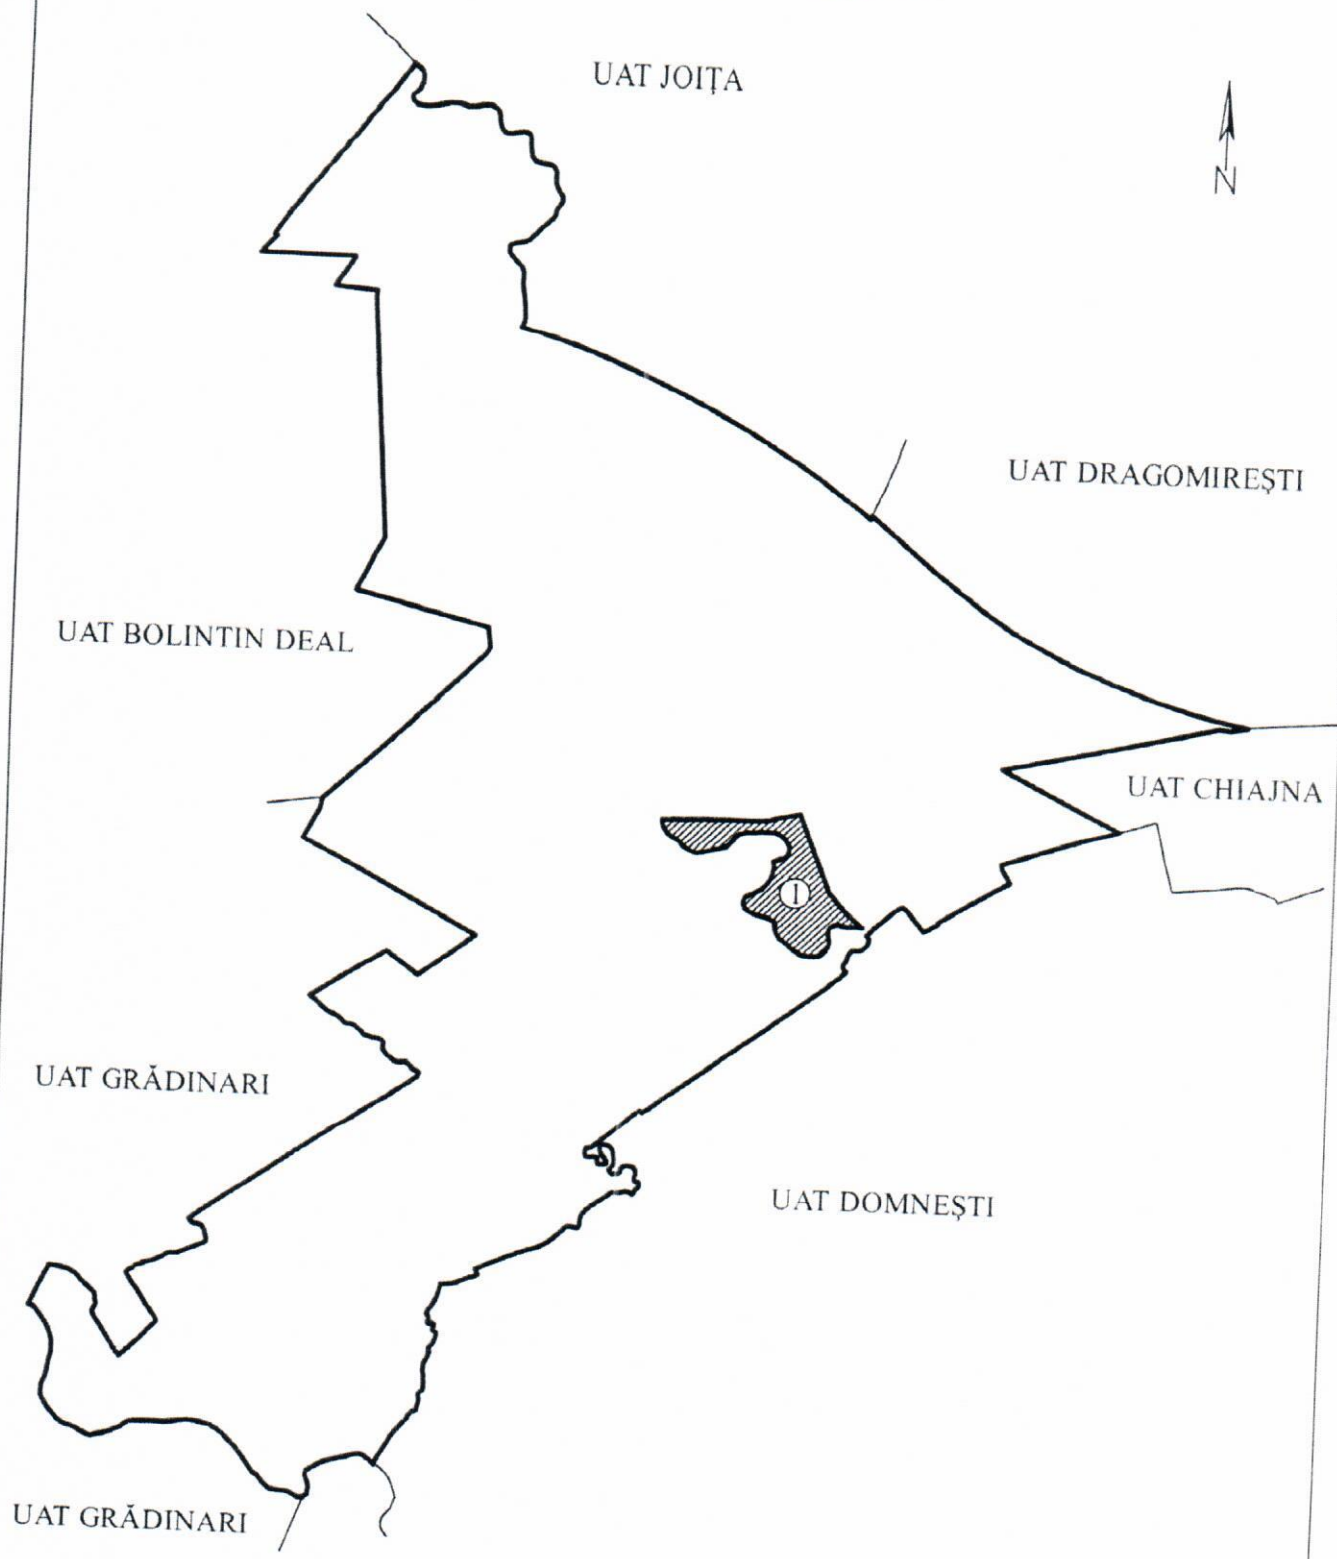 UAT JOIȚA
N
UAT DRAGOMIREȘTI
UAT BOLINTIN DEAL
UAT CHIAJNA
1
UAT GRĂDINARI
UAT DOMNEȘTI
UAT GRĂDINARI